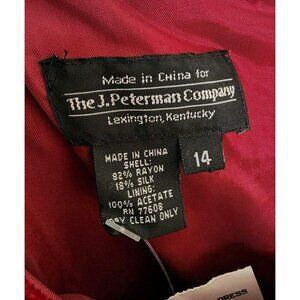 Made in China for
The J. Peterman Company
Lexington, Kentucky
14
MADE IN CHINA
SHELL:
82% RAYON
18% SILK
LINING:
100% ACETATE
RN 77608
DRY CLEAN ONLY
DRESS